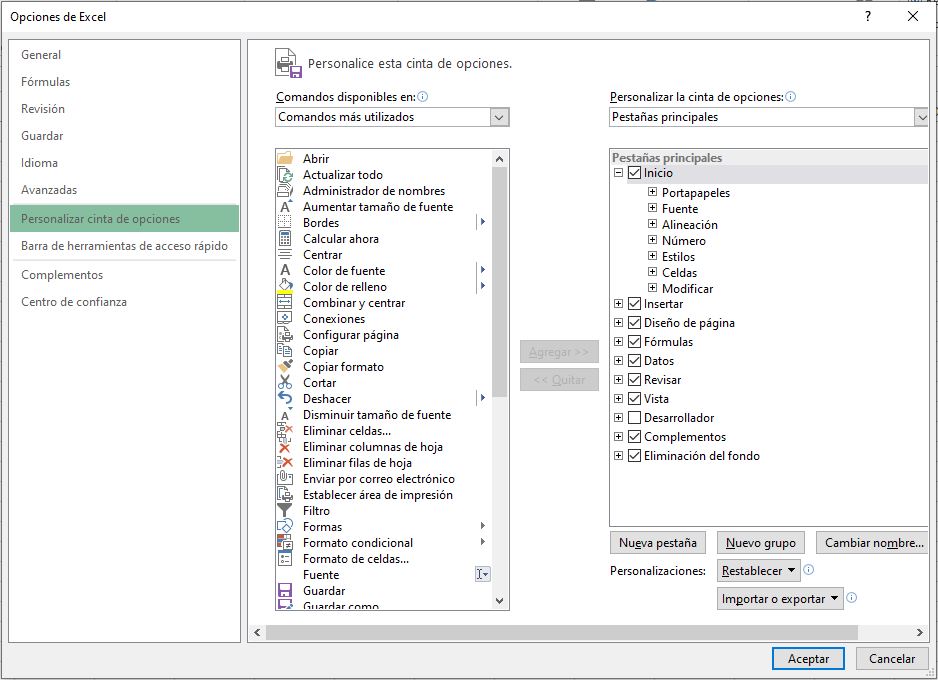 Opciones de Excel
?
General
Fórmulas
Revisión
Guardar
Idioma
Avanzadas
Personalizar cinta de opciones
Barra de herramientas de acceso rápido
Complementos
Centro de confianza
Personalice esta cinta de opciones.
Comandos disponibles en:
Comandos más utilizados
Abrir
Actualizar todo
Administrador de nombres
Aumentar tamaño de fuente
Bordes
Calcular ahora
Centrar
Color de fuente
Color de relleno
Combinar y centrar
Conexiones
Configurar página
Copiar
Copiar formato
Cortar
Deshacer
Disminuir tamaño de fuente
Eliminar celdas...
Eliminar columnas de hoja
Eliminar filas de hoja
Enviar por correo electrónico
Establecer área de impresión
Filtro
Formas
Formato condicional
Formato de celdas...
Fuente
Guardar
Guardar como
Agregar >>
<< Quitar
Personalizar la cinta de opciones:
Pestañas principales
Pestañas principales
Inicio
Portapapeles
Fuente
Alineación
Número
Estilos
Celdas
Modificar
Insertar
Diseño de página
Fórmulas
Datos
Revisar
Vista
Desarrollador
Complementos
Eliminación del fondo
Nueva pestaña
Nuevo grupo
Cambiar nombre...
Personalizaciones:
Restablecer
Importar o exportar
Aceptar
Cancelar